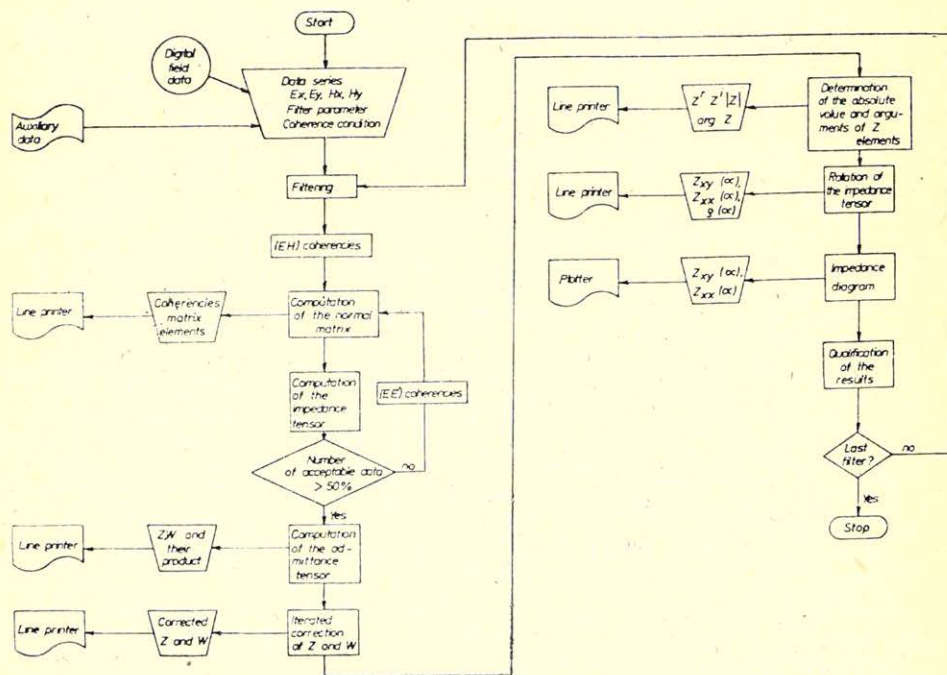 Start
Digital
field
data
Data series
Ex, Ey, Hx, Hy
Filter parameter
Coherence condition
Auxiliary
data
Filtering
(EH) coherencies
Line printer
Coherencies
matrix
elements
Computation
of the normal
matrix
Computation
of the
impedance
tensor
(EE') coherencies
Number
of acceptable data
> 50%
no
Yes
Line printer
Z,W and
their
product
Computation
of the ad-
mittance
tensor
Line printer
Corrected
Z and W
Iterated
correction
of Z and W
Line printer
Zʳ Zⁱ |Z|
arg Z
Determination
of the absolute
value and argu-
ments of Z
elements
Line printer
Zxy (α),
Zxx (α),
ϱ (α)
Rotation of
the impedance
tensor
Plotter
Zxy (α),
Zxx (α)
Impedance
diagram
Qualification
of the
results
Last
filter?
no
Yes
Stop